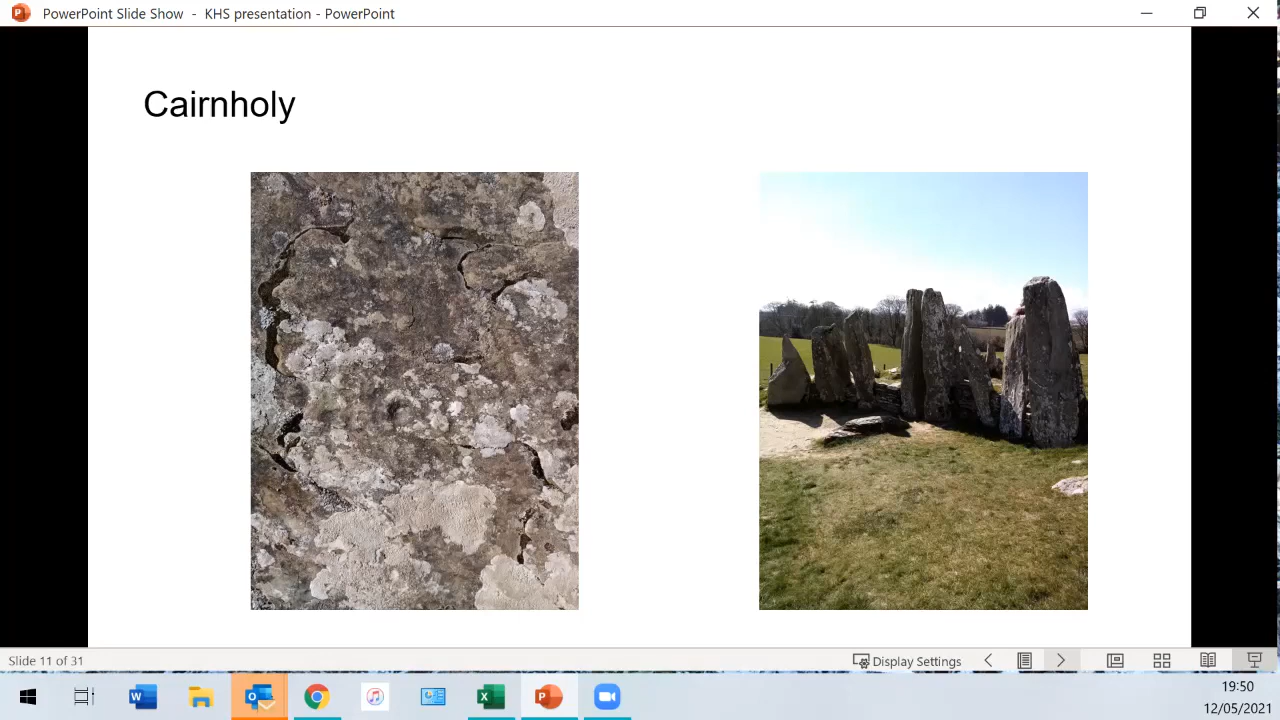 PowerPoint Slide Show - KHS presentation - PowerPoint
Cairnholy
Slide 11 of 31
Display Settings
19:50
12/05/2021